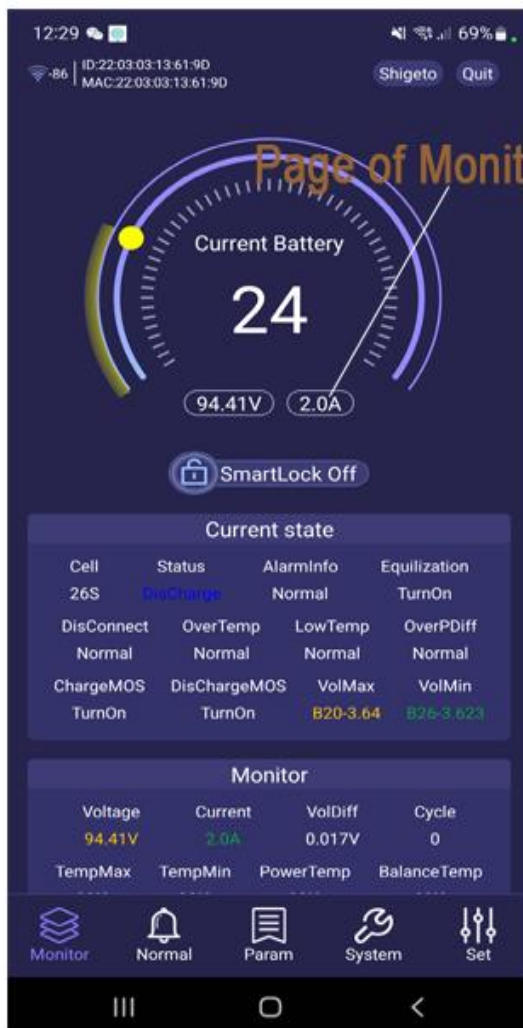 12:29
69%
-86
ID:22:03:03:13:61:9D
MAC:22:03:03:13:61:9D
Shigeto Quit
Page of Monit
Current Battery
24
94.41V 2.0A
SmartLock Off
Current state
Cell Status AlarmInfo Equilization
26S DisCharge Normal TurnOn
DisConnect OverTemp LowTemp OverPDiff
Normal Normal Normal Normal
ChargeMOS DisChargeMOS VolMax VolMin
TurnOn TurnOn B20-3.64 B26-3.623
Monitor
Voltage Current VolDiff Cycle
94.41V 2.0A 0.017V 0
TempMax TempMin PowerTemp BalanceTemp
Monitor Normal Param System Set